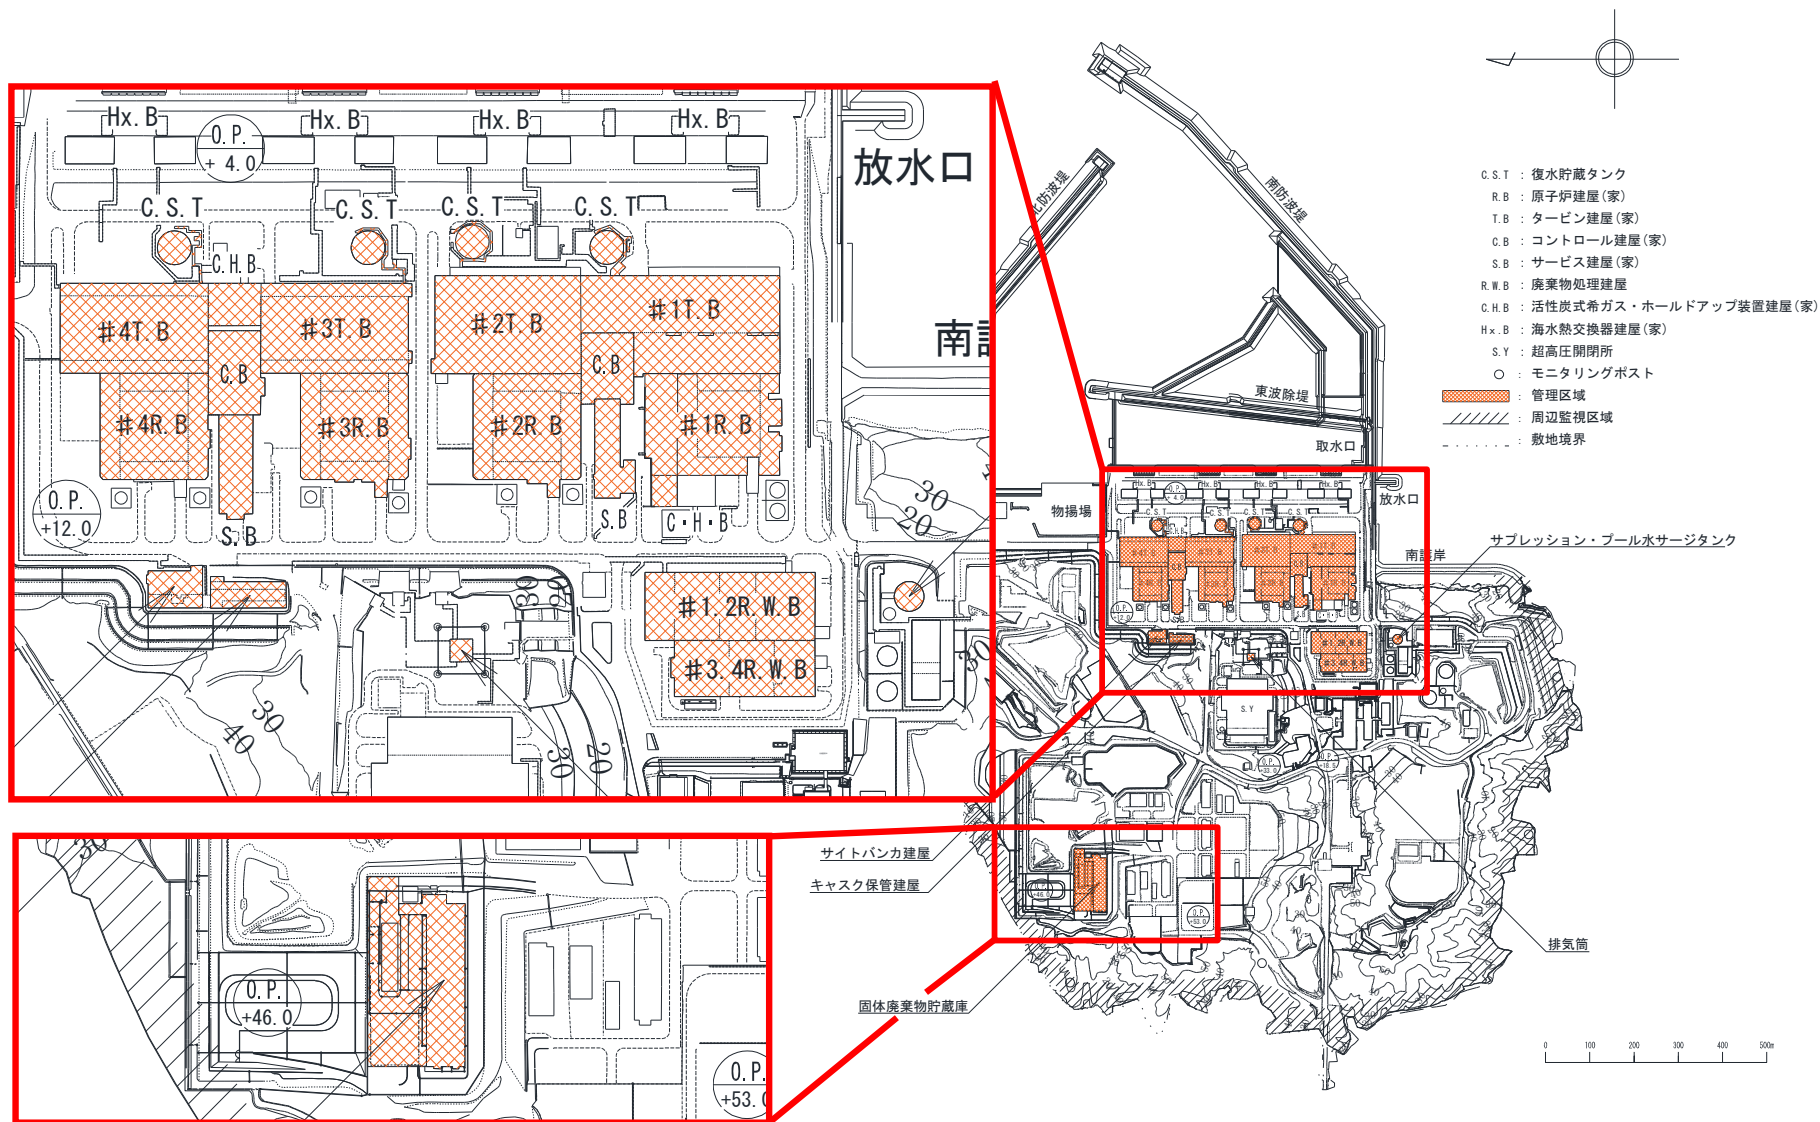 Hx. B
Hx. B
Hx. B
Hx. B
O.P.
+ 4.0
放水口
C. S. T
C. S. T
C. S. T
C. S. T
C. H. B
#4T. B
#3T. B
#2T. B
#1T. B
南護
C. B
C. B
#4R. B
#3R. B
#2R. B
#1R. B
O.P.
+12.0
S. B
S. B
C・H・B
30
20
#1. 2R. W. B
#3. 4R. W. B
30
30
40
30
20
30
O.P.
+46.0
O.P.
+53.0
北防波堤
南防波堤
東波除堤
取水口
物揚場
放水口
南護岸
サプレッション・プール水サージタンク
S.Y
サイトバンカ建屋
キャスク保管建屋
固体廃棄物貯蔵庫
排気筒
C.S.T : 復水貯蔵タンク
R.B : 原子炉建屋(家)
T.B : タービン建屋(家)
C.B : コントロール建屋(家)
S.B : サービス建屋(家)
R.W.B : 廃棄物処理建屋
C.H.B : 活性炭式希ガス・ホールドアップ装置建屋(家)
Hx.B : 海水熱交換器建屋(家)
S.Y : 超高圧開閉所
○ : モニタリングポスト
: 管理区域
: 周辺監視区域
: 敷地境界
0 100 200 300 400 500m